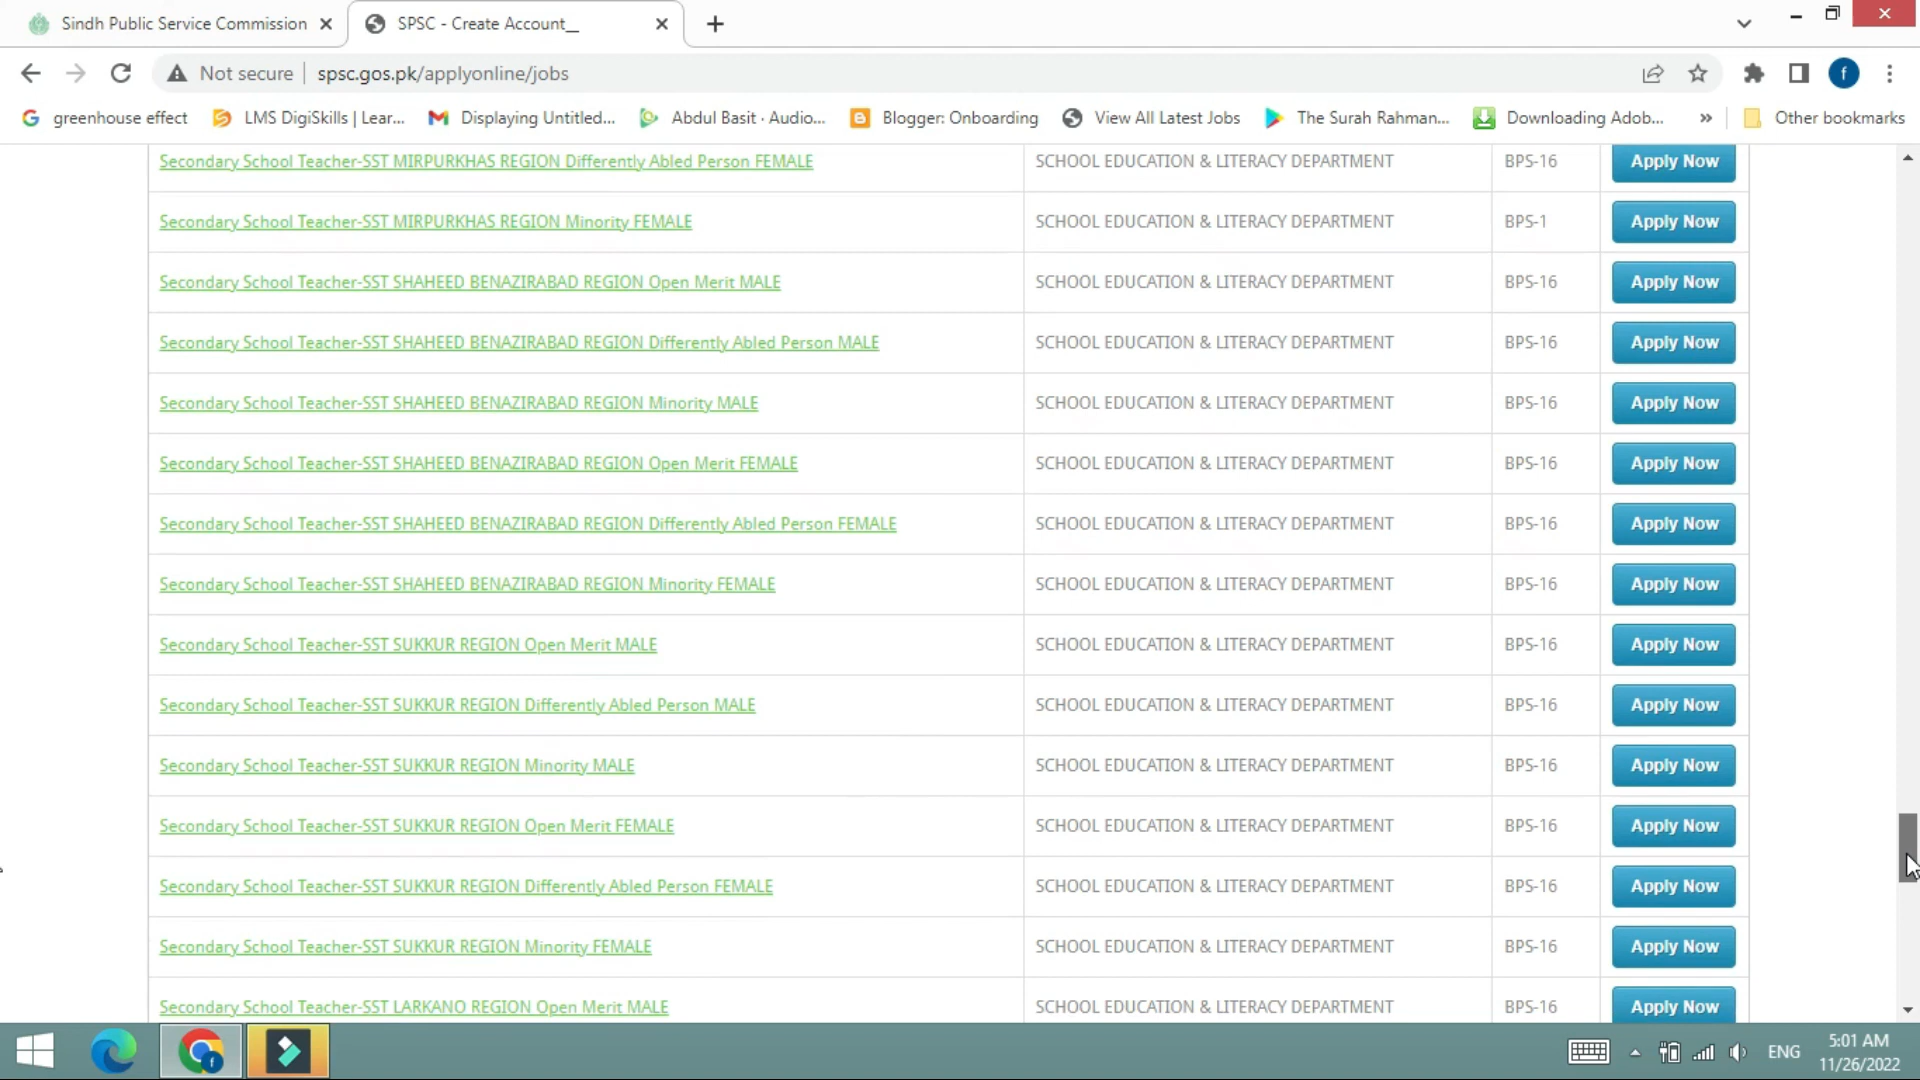 Sindh Public Service Commission
SPSC - Create Account_
Not secure
spsc.gos.pk/applyonline/jobs
f
greenhouse effect
LMS DigiSkills | Lear...
Displaying Untitled...
Abdul Basit · Audio...
Blogger: Onboarding
View All Latest Jobs
The Surah Rahman...
Downloading Adob...
»
Other bookmarks
Secondary School Teacher-SST MIRPURKHAS REGION Differently Abled Person FEMALE SCHOOL EDUCATION & LITERACY DEPARTMENT BPS-16 Apply Now
Secondary School Teacher-SST MIRPURKHAS REGION Minority FEMALE SCHOOL EDUCATION & LITERACY DEPARTMENT BPS-1 Apply Now
Secondary School Teacher-SST SHAHEED BENAZIRABAD REGION Open Merit MALE SCHOOL EDUCATION & LITERACY DEPARTMENT BPS-16 Apply Now
Secondary School Teacher-SST SHAHEED BENAZIRABAD REGION Differently Abled Person MALE SCHOOL EDUCATION & LITERACY DEPARTMENT BPS-16 Apply Now
Secondary School Teacher-SST SHAHEED BENAZIRABAD REGION Minority MALE SCHOOL EDUCATION & LITERACY DEPARTMENT BPS-16 Apply Now
Secondary School Teacher-SST SHAHEED BENAZIRABAD REGION Open Merit FEMALE SCHOOL EDUCATION & LITERACY DEPARTMENT BPS-16 Apply Now
Secondary School Teacher-SST SHAHEED BENAZIRABAD REGION Differently Abled Person FEMALE SCHOOL EDUCATION & LITERACY DEPARTMENT BPS-16 Apply Now
Secondary School Teacher-SST SHAHEED BENAZIRABAD REGION Minority FEMALE SCHOOL EDUCATION & LITERACY DEPARTMENT BPS-16 Apply Now
Secondary School Teacher-SST SUKKUR REGION Open Merit MALE SCHOOL EDUCATION & LITERACY DEPARTMENT BPS-16 Apply Now
Secondary School Teacher-SST SUKKUR REGION Differently Abled Person MALE SCHOOL EDUCATION & LITERACY DEPARTMENT BPS-16 Apply Now
Secondary School Teacher-SST SUKKUR REGION Minority MALE SCHOOL EDUCATION & LITERACY DEPARTMENT BPS-16 Apply Now
Secondary School Teacher-SST SUKKUR REGION Open Merit FEMALE SCHOOL EDUCATION & LITERACY DEPARTMENT BPS-16 Apply Now
Secondary School Teacher-SST SUKKUR REGION Differently Abled Person FEMALE SCHOOL EDUCATION & LITERACY DEPARTMENT BPS-16 Apply Now
Secondary School Teacher-SST SUKKUR REGION Minority FEMALE SCHOOL EDUCATION & LITERACY DEPARTMENT BPS-16 Apply Now
Secondary School Teacher-SST LARKANO REGION Open Merit MALE SCHOOL EDUCATION & LITERACY DEPARTMENT BPS-16 Apply Now
ENG
5:01 AM
11/26/2022